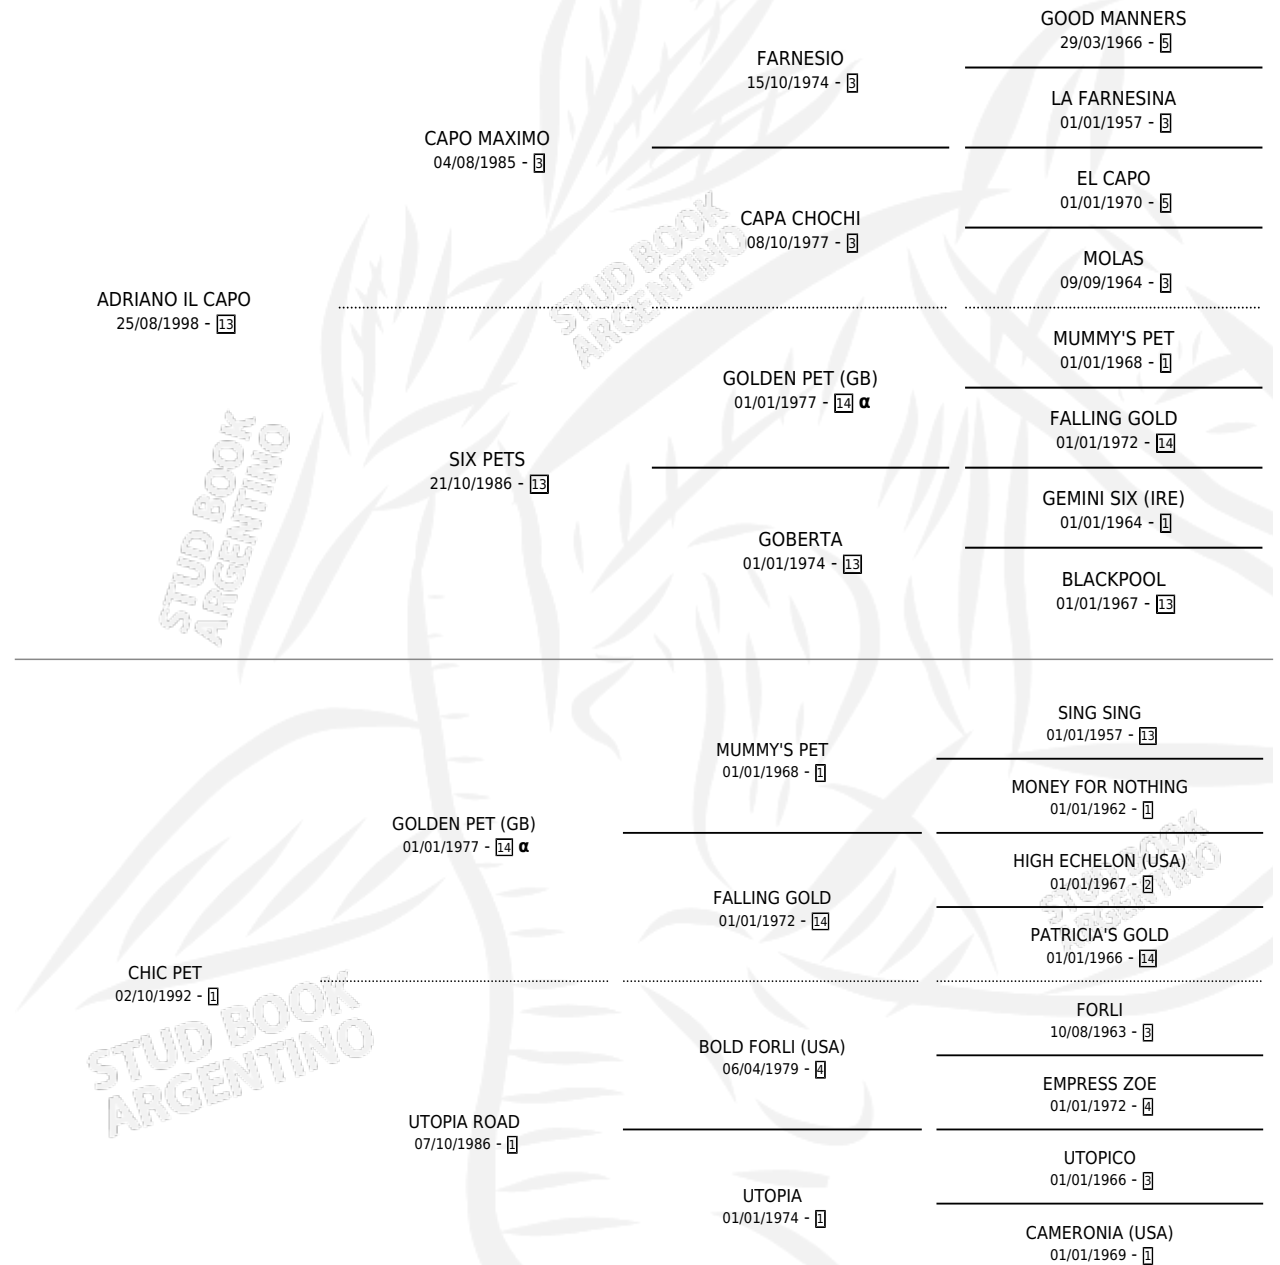 GOOD MANNERS
29/03/1966 - 5
FARNESIO
15/10/1974 - 3
LA FARNESINA
01/01/1957 - 3
CAPO MAXIMO
04/08/1985 - 3
EL CAPO
01/01/1970 - 5
CAPA CHOCHI
08/10/1977 - 3
MOLAS
09/09/1964 - 3
STUD BOOK
ARGENTINO
ADRIANO IL CAPO
25/08/1998 - 13
MUMMY'S PET
01/01/1968 - 1
GOLDEN PET (GB)
01/01/1977 - 14 α
FALLING GOLD
01/01/1972 - 14
SIX PETS
21/10/1986 - 13
GEMINI SIX (IRE)
01/01/1964 - 1
GOBERTA
01/01/1974 - 13
BLACKPOOL
01/01/1967 - 13
STUD BOOK
ARGENTINO
SING SING
01/01/1957 - 13
MUMMY'S PET
01/01/1968 - 1
MONEY FOR NOTHING
01/01/1962 - 1
GOLDEN PET (GB)
01/01/1977 - 14 α
HIGH ECHELON (USA)
01/01/1967 - 2
FALLING GOLD
01/01/1972 - 14
PATRICIA'S GOLD
01/01/1966 - 14
STUD BOOK
ARGENTINO
CHIC PET
02/10/1992 - 1
STUD BOOK
ARGENTINO
FORLI
10/08/1963 - 3
BOLD FORLI (USA)
06/04/1979 - 4
EMPRESS ZOE
01/01/1972 - 4
UTOPIA ROAD
07/10/1986 - 1
UTOPICO
01/01/1966 - 3
UTOPIA
01/01/1974 - 1
CAMERONIA (USA)
01/01/1969 - 1